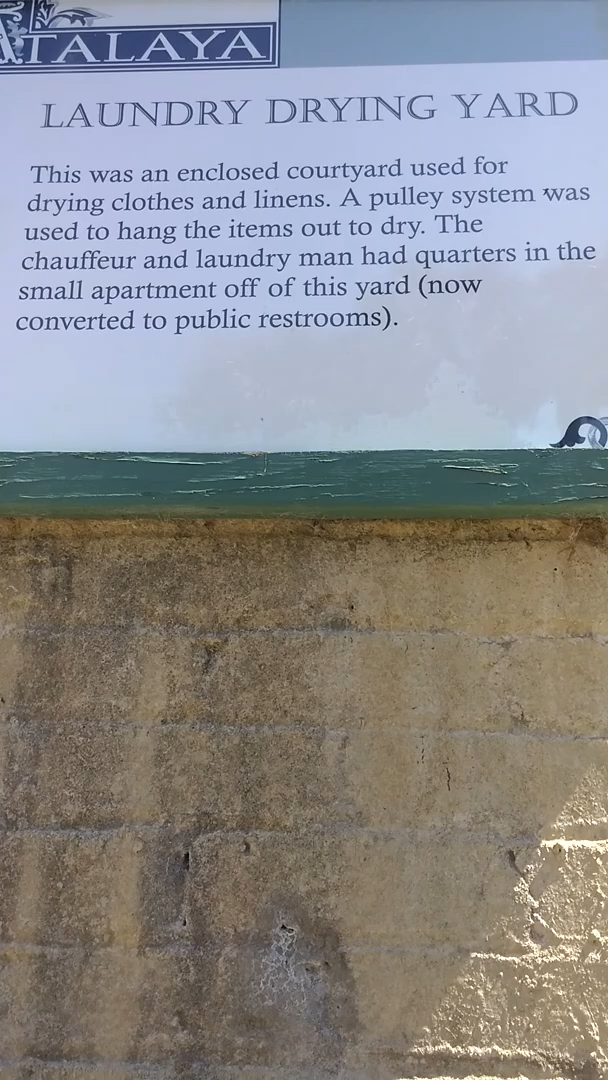 ATALAYA
LAUNDRY DRYING YARD
This was an enclosed courtyard used for
drying clothes and linens. A pulley system was
used to hang the items out to dry. The
chauffeur and laundry man had quarters in the
small apartment off of this yard (now
converted to public restrooms).